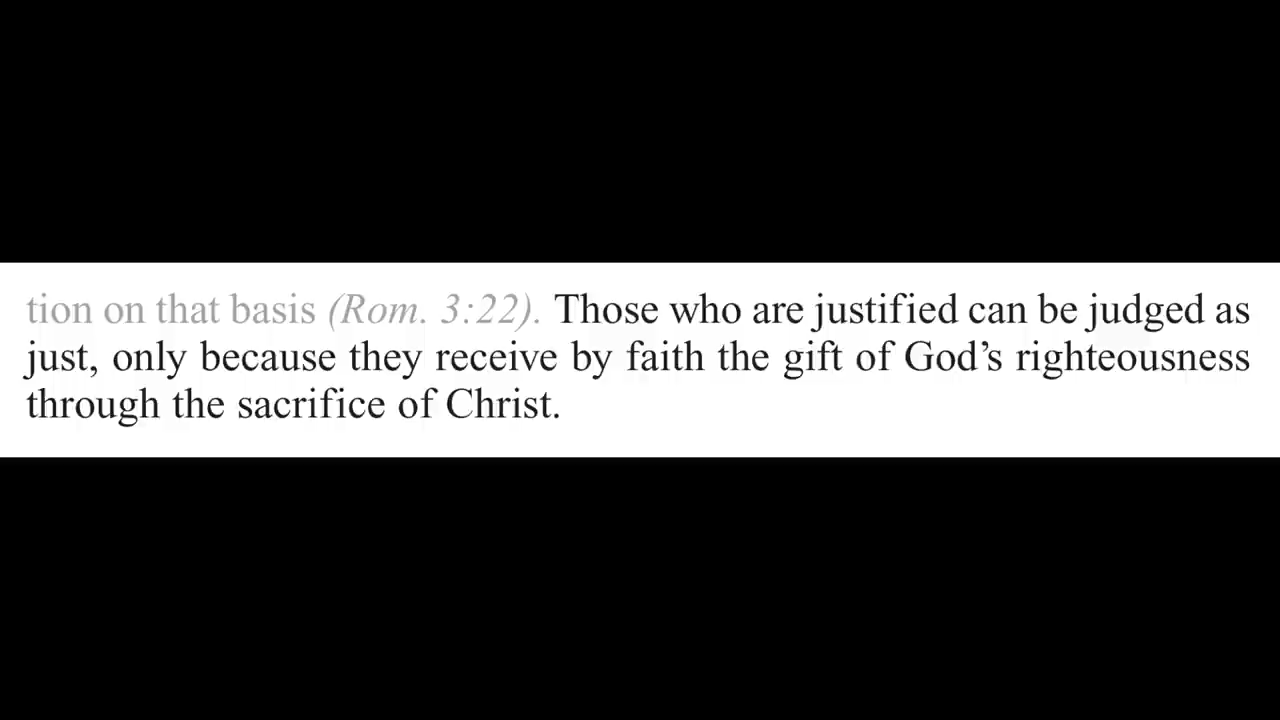 tion on that basis (Rom. 3:22). Those who are justified can be judged as
just, only because they receive by faith the gift of God’s righteousness
through the sacrifice of Christ.